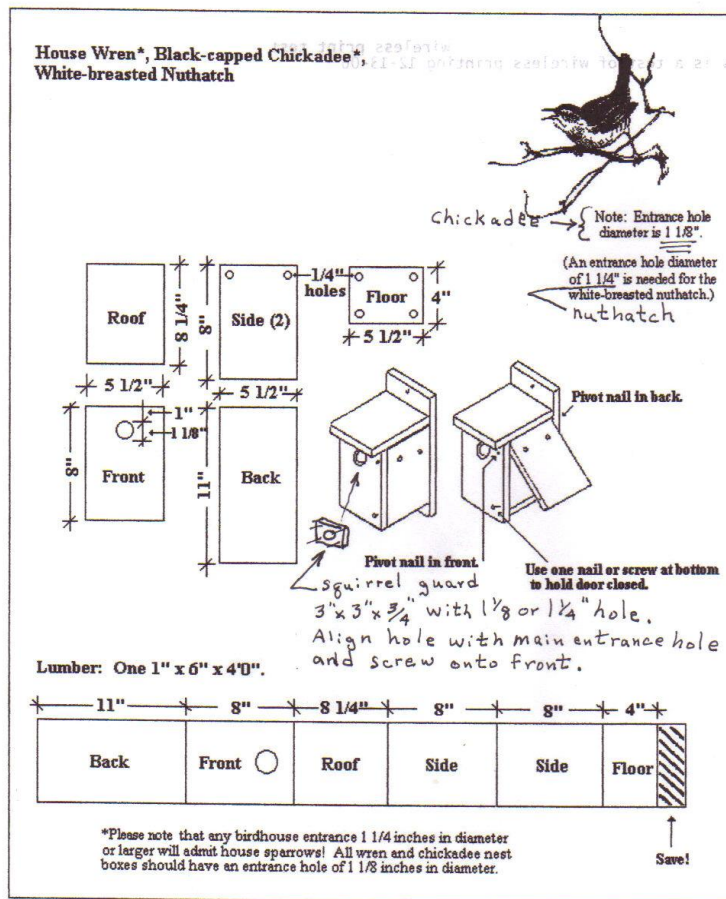 House Wren*, Black-capped Chickadee*,
White-breasted Nuthatch
wireless print test
is a test of wireless printing 12-13-06
Chickadee
Note: Entrance hole
diameter is 1 1/8".
(An entrance hole diameter
of 1 1/4" is needed for the
white-breasted nuthatch.)
nuthatch
Roof
8 1/4"
8"
Side (2)
1/4"
holes
Floor
4"
5 1/2"
5 1/2"
5 1/2"
1"
1 1/8"
Front
8"
11"
Back
Pivot nail in back.
Pivot nail in front.
Use one nail or screw at bottom
to hold door closed.
squirrel guard
3"x 3"x 3/4" with 1 1/8 or 1 1/4" hole.
Align hole with main entrance hole
and screw onto front.
Lumber: One 1" x 6" x 4'0".
11"
8"
8 1/4"
8"
8"
4"
Back
Front
Roof
Side
Side
Floor
Save!
*Please note that any birdhouse entrance 1 1/4 inches in diameter
or larger will admit house sparrows! All wren and chickadee nest
boxes should have an entrance hole of 1 1/8 inches in diameter.